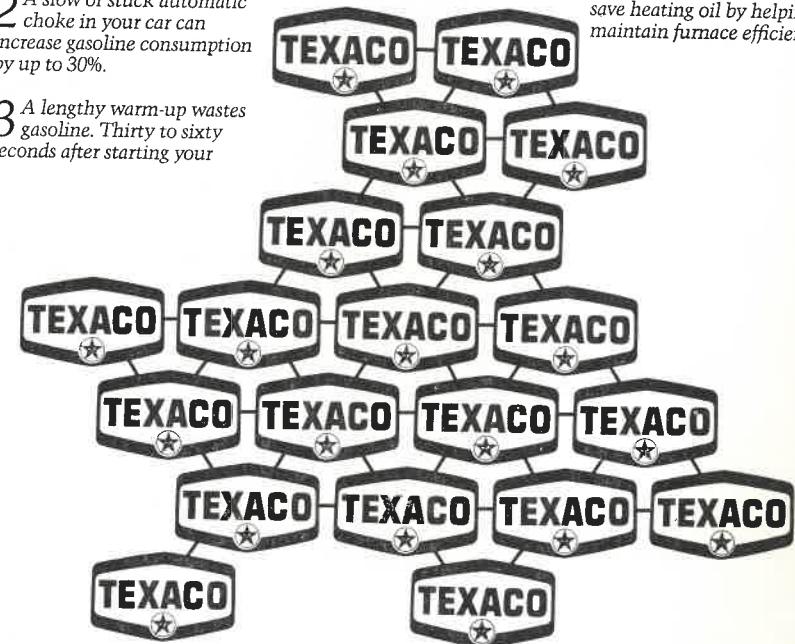 2 A slow or stuck automatic
choke in your car can
ncrease gasoline consumption
by up to 30%.
3 A lengthy warm-up wastes
gasoline. Thirty to sixty
econds after starting your
save heating oil by helpi
maintain furnace efficie
TEXACO TEXACO
TEXACO TEXACO
TEXACO TEXACO
TEXACO TEXACO TEXACO TEXACO
TEXACO TEXACO TEXACO TEXACO
TEXACO TEXACO TEXACO TEXACO
TEXACO TEXACO